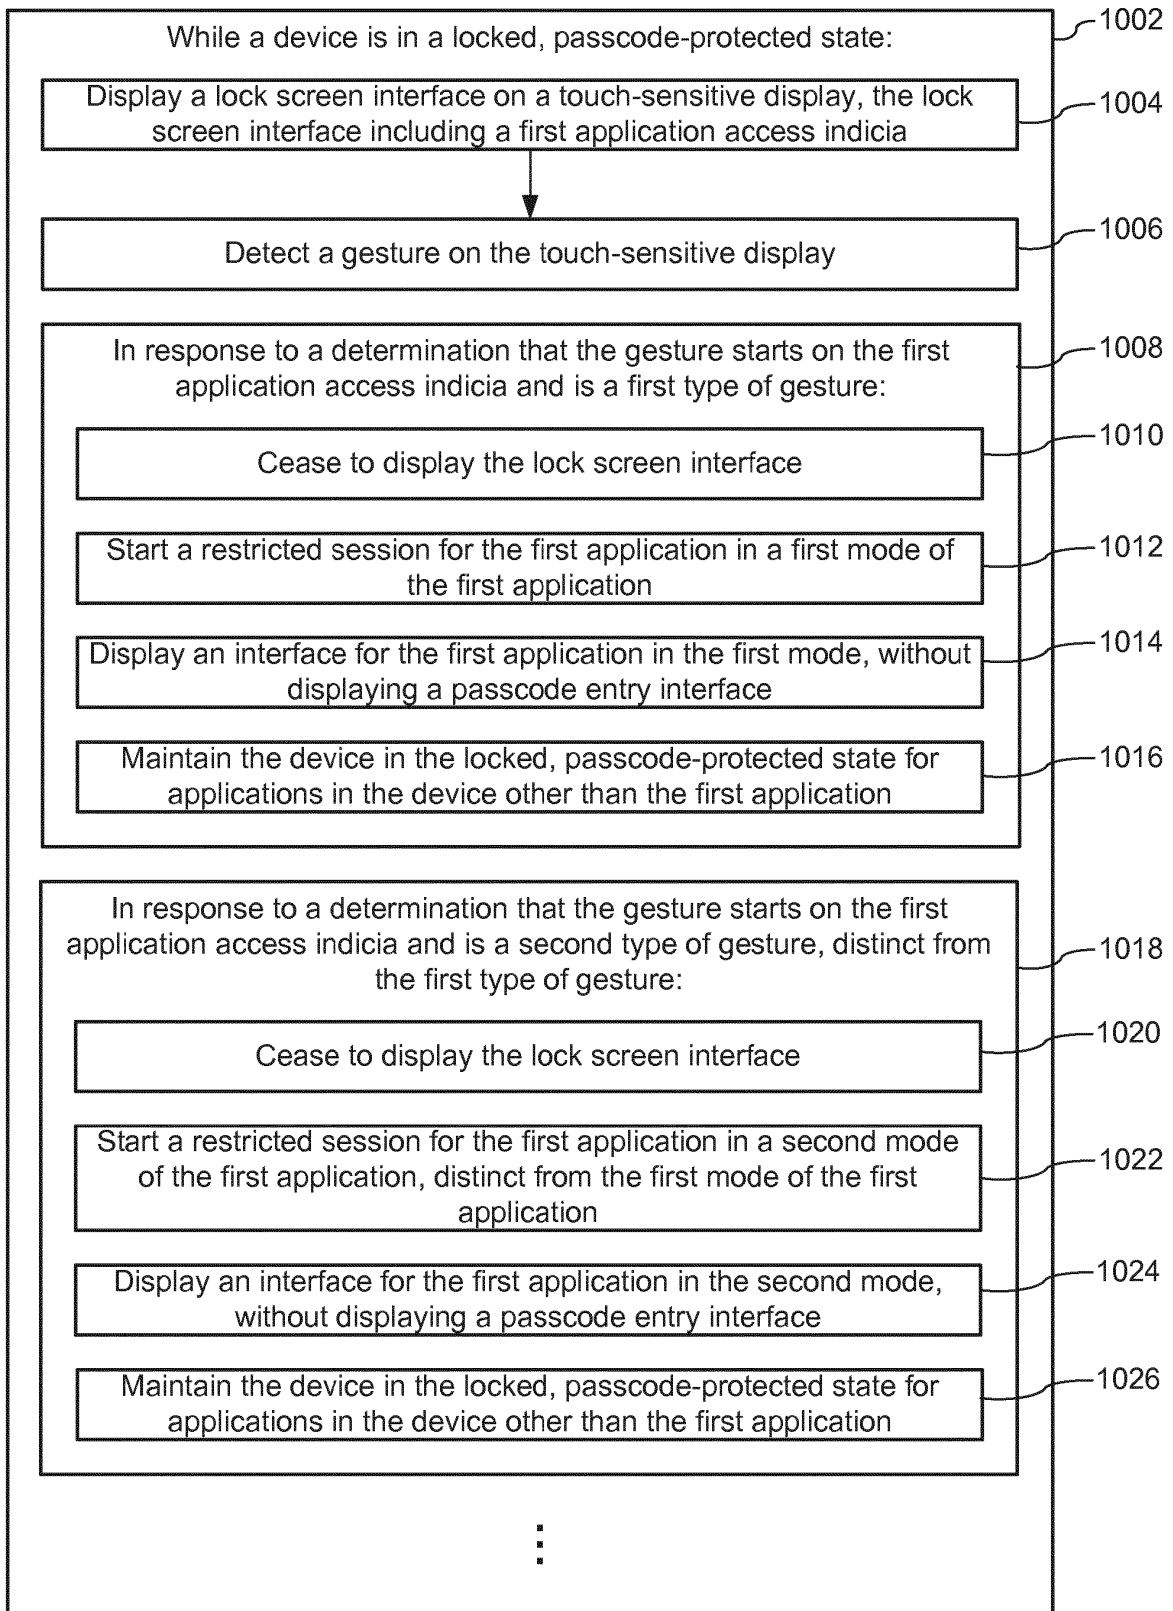 While a device is in a locked, passcode-protected state:
1002
Display a lock screen interface on a touch-sensitive display, the lock
screen interface including a first application access indicia
1004
Detect a gesture on the touch-sensitive display
1006
In response to a determination that the gesture starts on the first
application access indicia and is a first type of gesture:
1008
Cease to display the lock screen interface
1010
Start a restricted session for the first application in a first mode of
the first application
1012
Display an interface for the first application in the first mode, without
displaying a passcode entry interface
1014
Maintain the device in the locked, passcode-protected state for
applications in the device other than the first application
1016
In response to a determination that the gesture starts on the first
application access indicia and is a second type of gesture, distinct from
the first type of gesture:
1018
Cease to display the lock screen interface
1020
Start a restricted session for the first application in a second mode
of the first application, distinct from the first mode of the first
application
1022
Display an interface for the first application in the second mode,
without displaying a passcode entry interface
1024
Maintain the device in the locked, passcode-protected state for
applications in the device other than the first application
1026